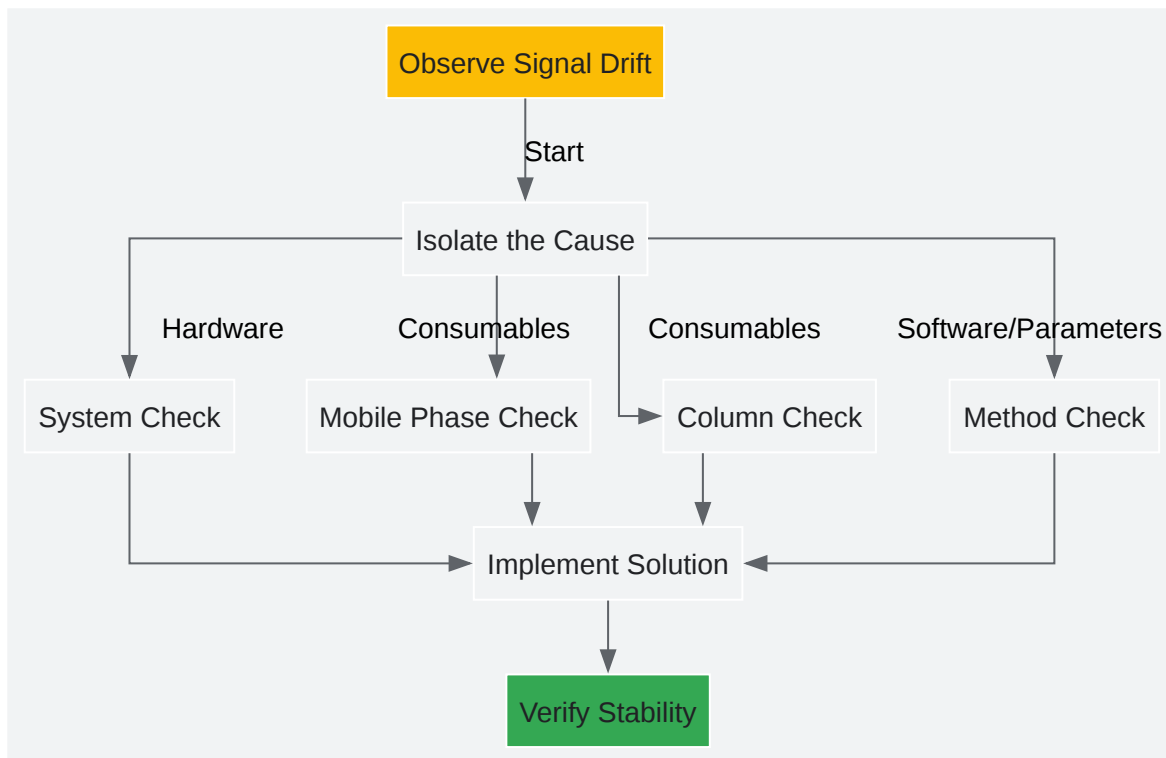 Observe Signal Drift
Start
Isolate the Cause
Hardware
Consumables
Consumables
Software/Parameters
System Check
Mobile Phase Check
Column Check
Method Check
Implement Solution
Verify Stability